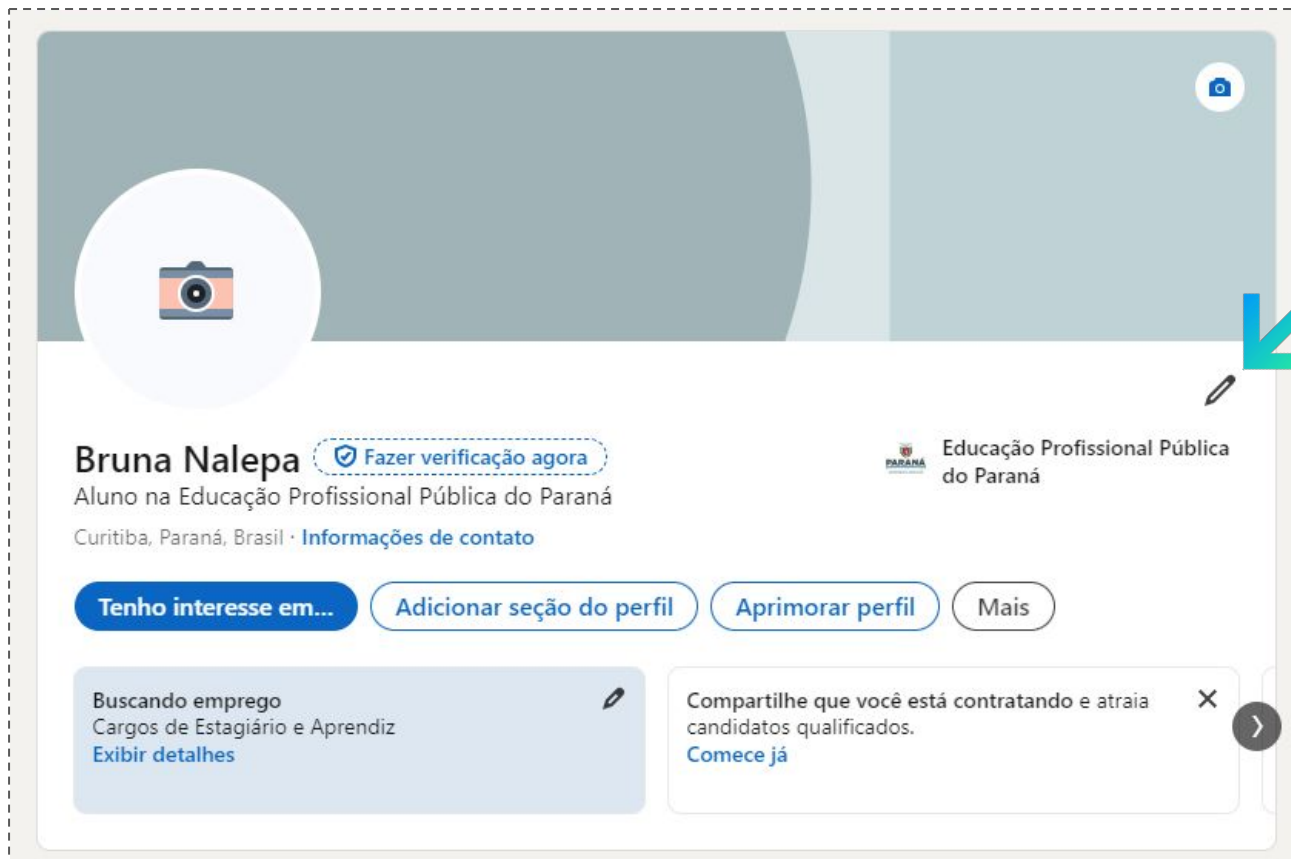 Bruna Nalepa Fazer verificação agora
Aluno na Educação Profissional Pública do Paraná
Curitiba, Paraná, Brasil · Informações de contato
PARANÁ
Educação Profissional Pública
do Paraná
Tenho interesse em... Adicionar seção do perfil Aprimorar perfil Mais
Buscando emprego
Cargos de Estagiário e Aprendiz
Exibir detalhes
Compartilhe que você está contratando e atraia
candidatos qualificados.
Comece já